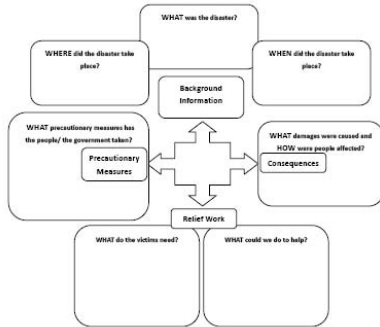 WHAT was the disaster?
WHERE did the disaster take
place?
WHEN did the disaster take
place?
Background
Information
WHAT precautionary measures has
the people/ the government taken?
Precautionary
Measures
WHAT damages were caused and
HOW were people affected?
Consequences
Relief Work
WHAT do the victims need?
WHAT could we do to help?